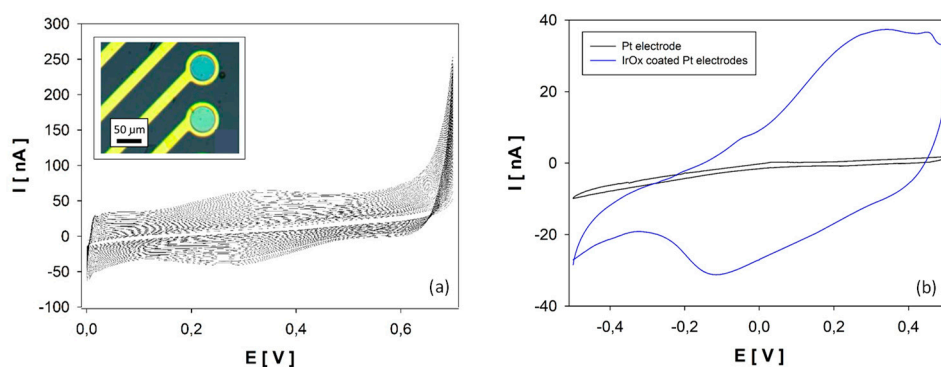 300
250
200
150
100
50
0
-50
-100
I [ nA ]
50 µm
(a)
0,0
0,2
0,4
0,6
E [ V ]
40
20
0
-20
-40
I [ nA ]
Pt electrode
IrOx coated Pt electrodes
(b)
-0,4
-0,2
0,0
0,2
0,4
E [ V ]